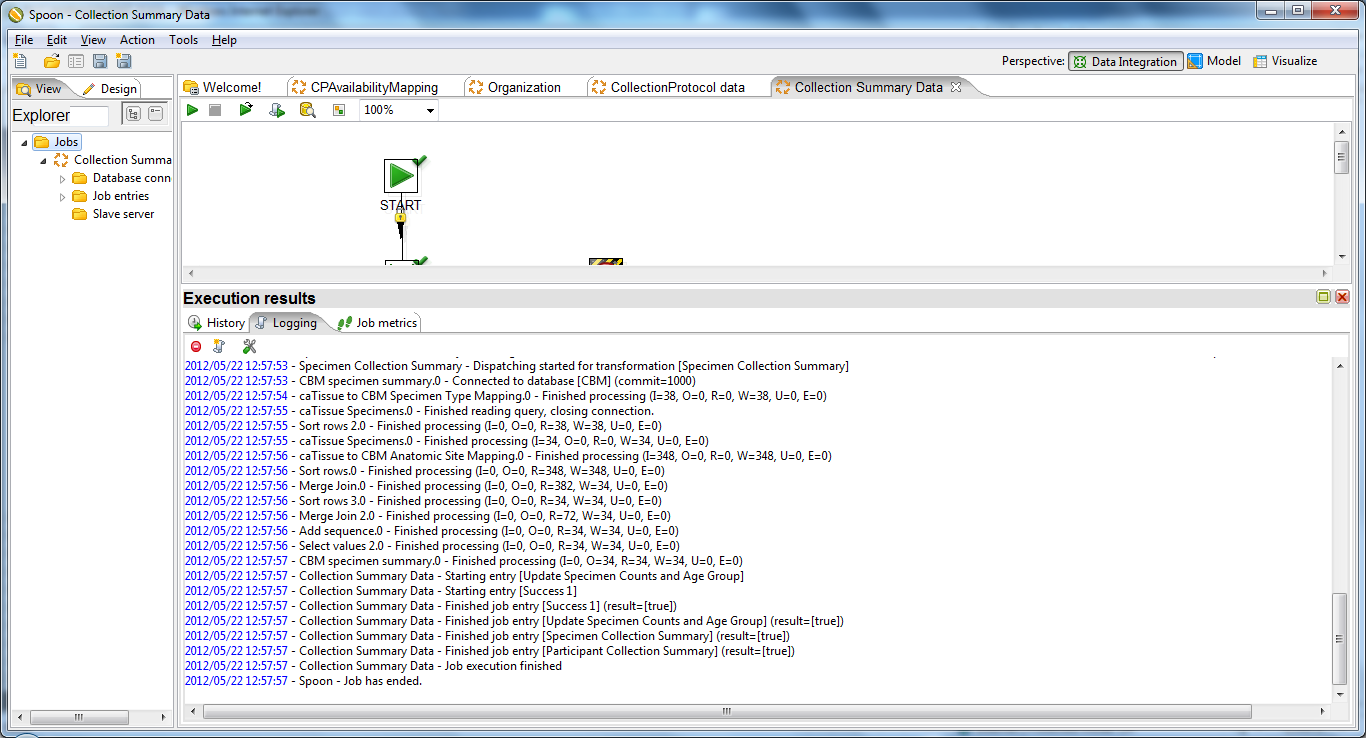 Spoon - Collection Summary Data
File Edit View Action Tools Help
Perspective: Data Integration Model Visualize
View Design
Welcome! CPAvailabilityMapping Organization CollectionProtocol data Collection Summary Data
Explorer
100%
Jobs
Collection Summa
Database conn
Job entries
Slave server
START
Execution results
History Logging Job metrics
2012/05/22 12:57:53 - Specimen Collection Summary - Dispatching started for transformation [Specimen Collection Summary]
2012/05/22 12:57:53 - CBM specimen summary.0 - Connected to database [CBM] (commit=1000)
2012/05/22 12:57:54 - caTissue to CBM Specimen Type Mapping.0 - Finished processing (I=38, O=0, R=0, W=38, U=0, E=0)
2012/05/22 12:57:55 - caTissue Specimens.0 - Finished reading query, closing connection.
2012/05/22 12:57:55 - Sort rows 2.0 - Finished processing (I=0, O=0, R=38, W=38, U=0, E=0)
2012/05/22 12:57:55 - caTissue Specimens.0 - Finished processing (I=34, O=0, R=0, W=34, U=0, E=0)
2012/05/22 12:57:56 - caTissue to CBM Anatomic Site Mapping.0 - Finished processing (I=348, O=0, R=0, W=348, U=0, E=0)
2012/05/22 12:57:56 - Sort rows.0 - Finished processing (I=0, O=0, R=348, W=348, U=0, E=0)
2012/05/22 12:57:56 - Merge Join.0 - Finished processing (I=0, O=0, R=382, W=34, U=0, E=0)
2012/05/22 12:57:56 - Sort rows 3.0 - Finished processing (I=0, O=0, R=34, W=34, U=0, E=0)
2012/05/22 12:57:56 - Merge Join 2.0 - Finished processing (I=0, O=0, R=72, W=34, U=0, E=0)
2012/05/22 12:57:56 - Add sequence.0 - Finished processing (I=0, O=0, R=34, W=34, U=0, E=0)
2012/05/22 12:57:56 - Select values 2.0 - Finished processing (I=0, O=0, R=34, W=34, U=0, E=0)
2012/05/22 12:57:57 - CBM specimen summary.0 - Finished processing (I=0, O=34, R=34, W=34, U=0, E=0)
2012/05/22 12:57:57 - Collection Summary Data - Starting entry [Update Specimen Counts and Age Group]
2012/05/22 12:57:57 - Collection Summary Data - Starting entry [Success 1]
2012/05/22 12:57:57 - Collection Summary Data - Finished job entry [Success 1] (result=[true])
2012/05/22 12:57:57 - Collection Summary Data - Finished job entry [Update Specimen Counts and Age Group] (result=[true])
2012/05/22 12:57:57 - Collection Summary Data - Finished job entry [Specimen Collection Summary] (result=[true])
2012/05/22 12:57:57 - Collection Summary Data - Finished job entry [Participant Collection Summary] (result=[true])
2012/05/22 12:57:57 - Collection Summary Data - Job execution finished
2012/05/22 12:57:57 - Spoon - Job has ended.